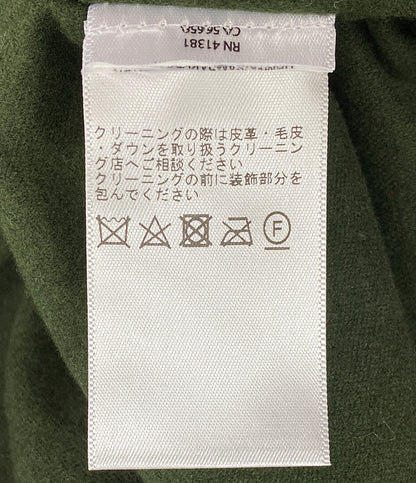 RN 41381
クリーニングの際は皮革・毛皮
・ダウンを取り扱うクリーニン
グ店へご相談ください
クリーニングの前に装飾部分を
包んでください
F